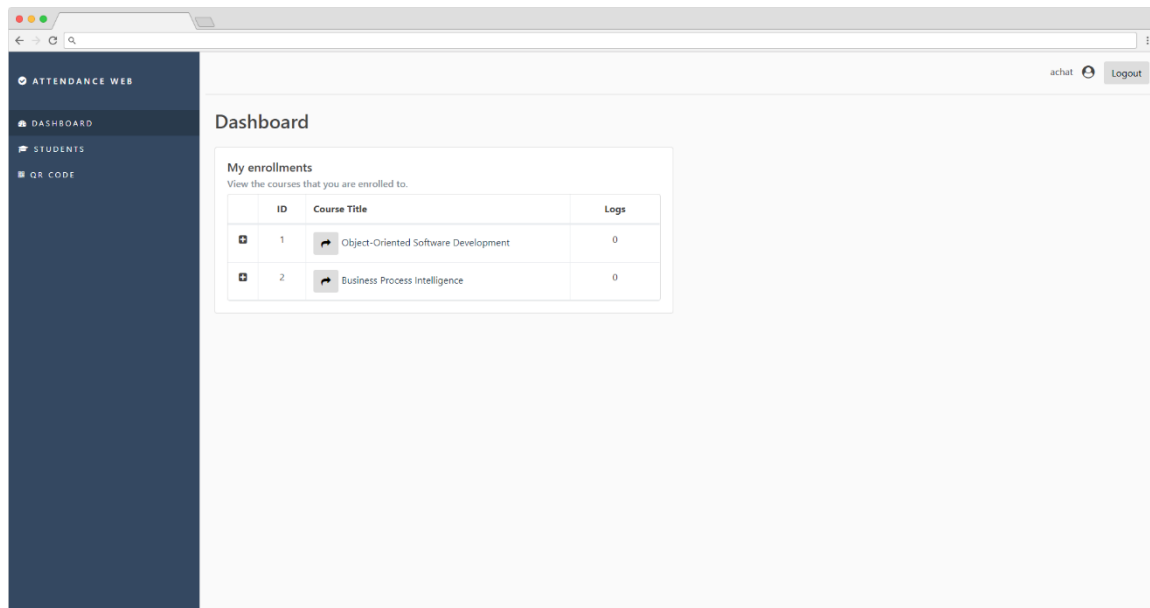 ATTENDANCE WEB
achat Logout
DASHBOARD
STUDENTS
QR CODE
Dashboard
My enrollments
View the courses that you are enrolled to.
ID Course Title Logs
1 Object-Oriented Software Development 0
2 Business Process Intelligence 0